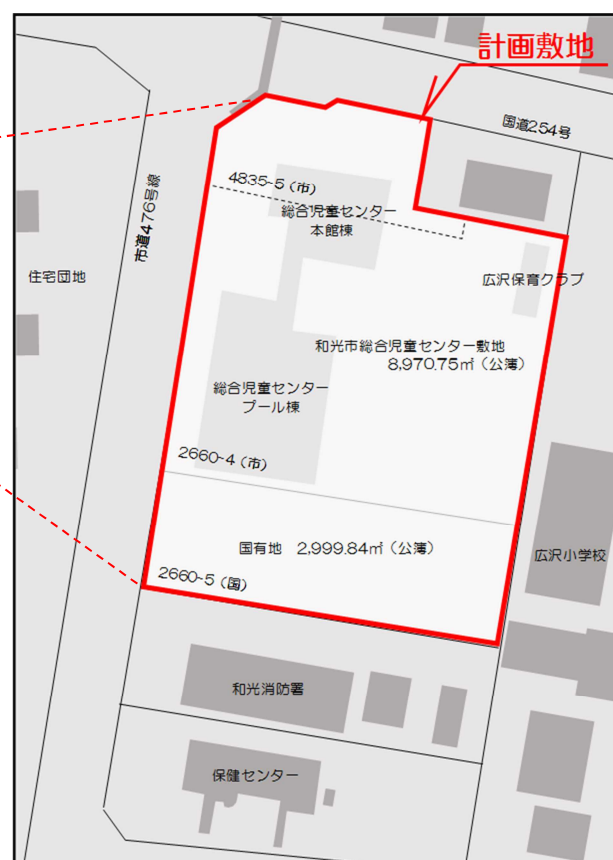 計画敷地
国道254号
4835-5（市）
市道476号線
総合児童センター
本館棟
住宅団地
広沢保育クラブ
和光市総合児童センター敷地
8,970.75㎡（公簿）
総合児童センター
プール棟
2660-4（市）
国有地 2,999.84㎡（公簿）
広沢小学校
2660-5（国）
和光消防署
保健センター